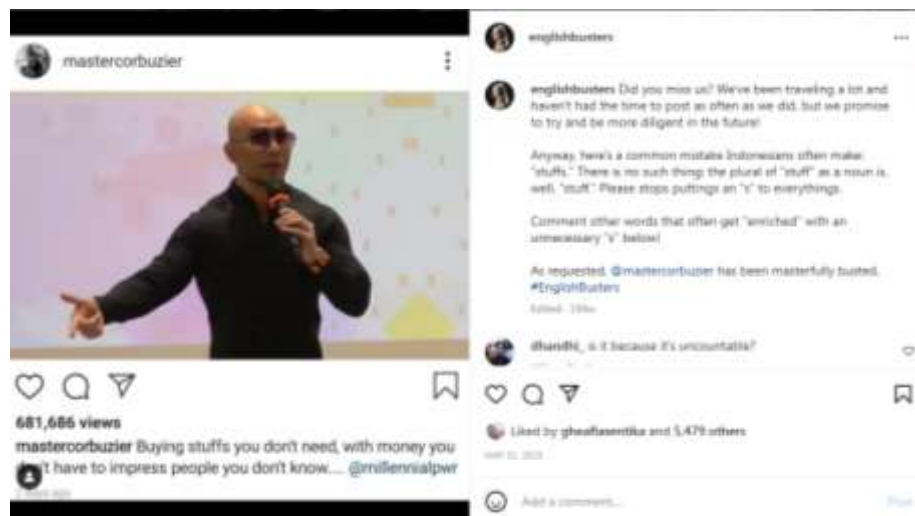 mastercorbuzier
681,686 views
mastercorbuzier Buying stuffs you don't need, with money you
don't have to impress people you don't know.... @millennialpwr
englishbusters
englishbusters Did you miss us? We've been traveling a lot and
haven't had the time to post as often as we did, but we promise
to try and be more diligent in the future!
Anyway, here's a common mistake Indonesians often make:
"stuffs." There is no such thing; the plural of "stuff" as a noun is,
well, "stuff." Please stops puttings an "s" to everythings.
Comment other words that often get "enriched" with an
unnecessary "s" below!
As requested, @mastercorbuzier has been masterfully busted.
#EnglishBusters
Edited ·
dhandhi_ is it because it's uncountable?
Liked by gheafiasentika and 5,479 others
Add a comment...
Post